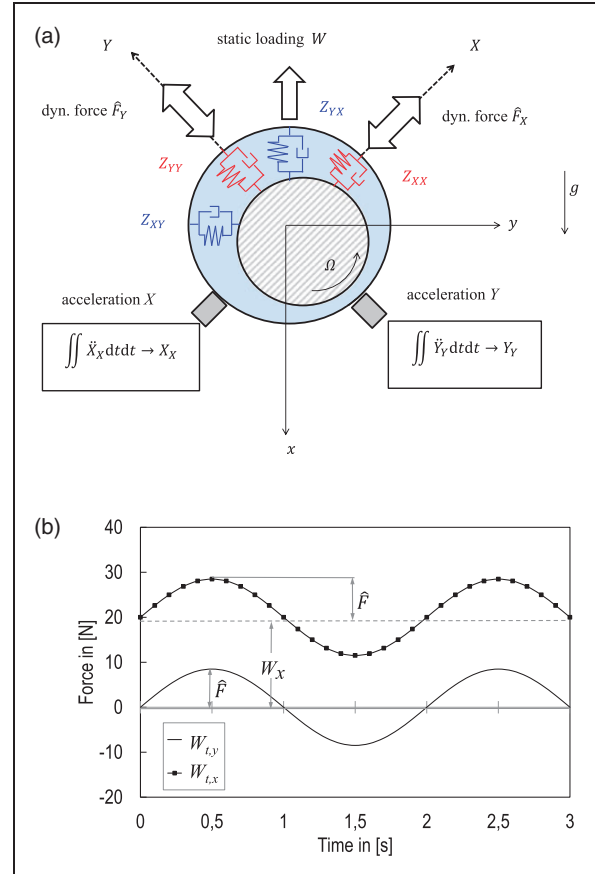 (a)
Y
static loading W
X
dyn. force F̂_Y
Z_YX
dyn. force F̂_X
Z_YY
Z_XX
g
Z_XY
y
Ω
acceleration X
acceleration Y
∬ Ẍ_X dtdt → X_X
∬ Ÿ_Y dtdt → Y_Y
x
(b)
40
30
20
10
0
-10
-20
Force in [N]
F̂
W_x
F̂
W_t,y
W_t,x
0 0,5 1 1,5 2 2,5 3
Time in [s]